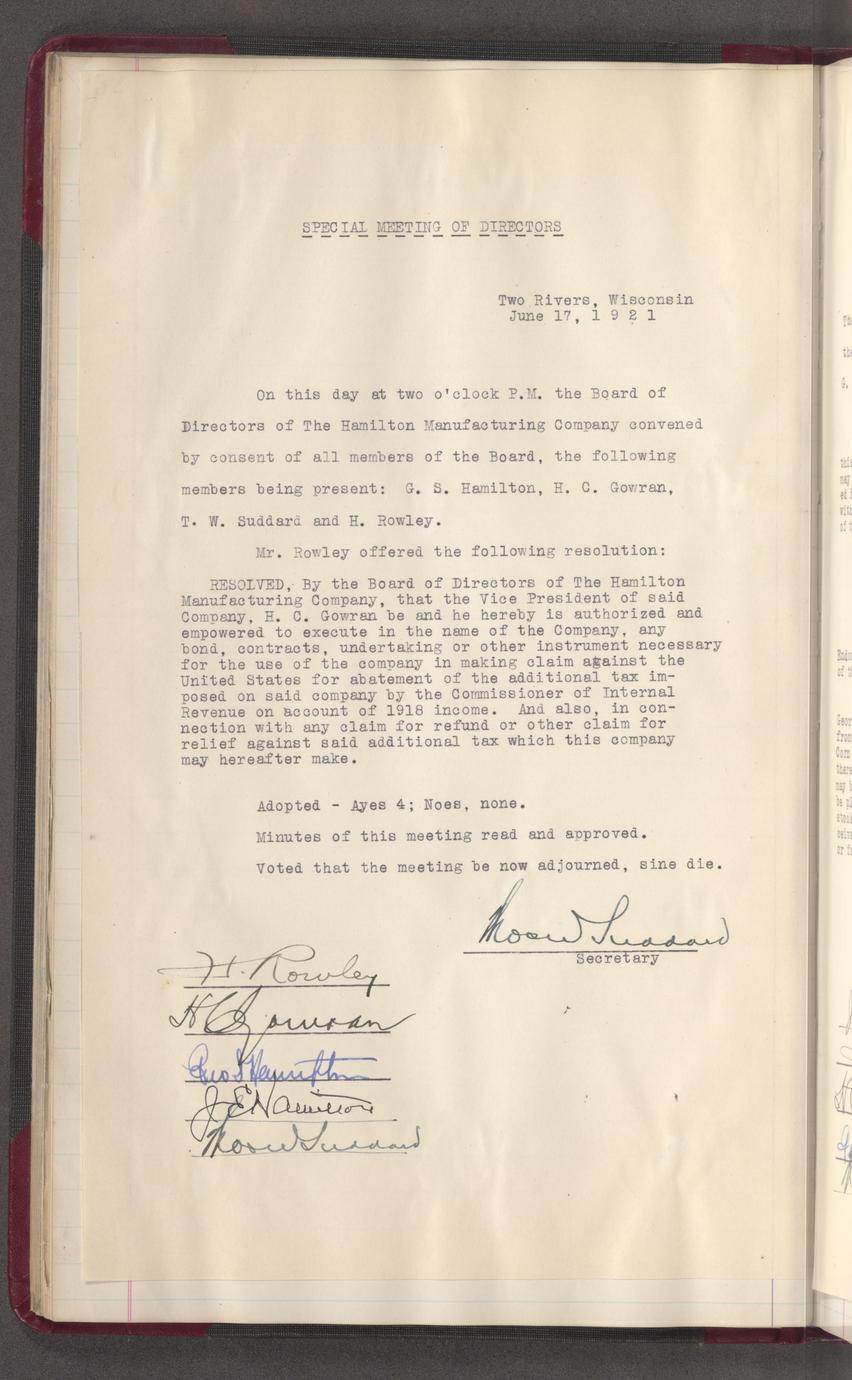 SPECIAL MEETING OF DIRECTORS
Two Rivers, Wisconsin
June 17, 1 9 2 1
On this day at two o'clock P.M. the Board of
Directors of The Hamilton Manufacturing Company convened
by consent of all members of the Board, the following
members being present: G. S. Hamilton, H. C. Gowran,
T. W. Suddard and H. Rowley.
Mr. Rowley offered the following resolution:
RESOLVED, By the Board of Directors of The Hamilton
Manufacturing Company, that the Vice President of said
Company, H. C. Gowran be and he hereby is authorized and
empowered to execute in the name of the Company, any
bond, contracts, undertaking or other instrument necessary
for the use of the company in making claim against the
United States for abatement of the additional tax im-
posed on said company by the Commissioner of Internal
Revenue on account of 1918 income. And also, in con-
nection with any claim for refund or other claim for
relief against said additional tax which this company
may hereafter make.
Adopted - Ayes 4; Noes, none.
Minutes of this meeting read and approved.
Voted that the meeting be now adjourned, sine die.
Suddard
Secretary
H. Rowley
H C Gowran
Geo S Hamilton
J E Hamilton
Suddard